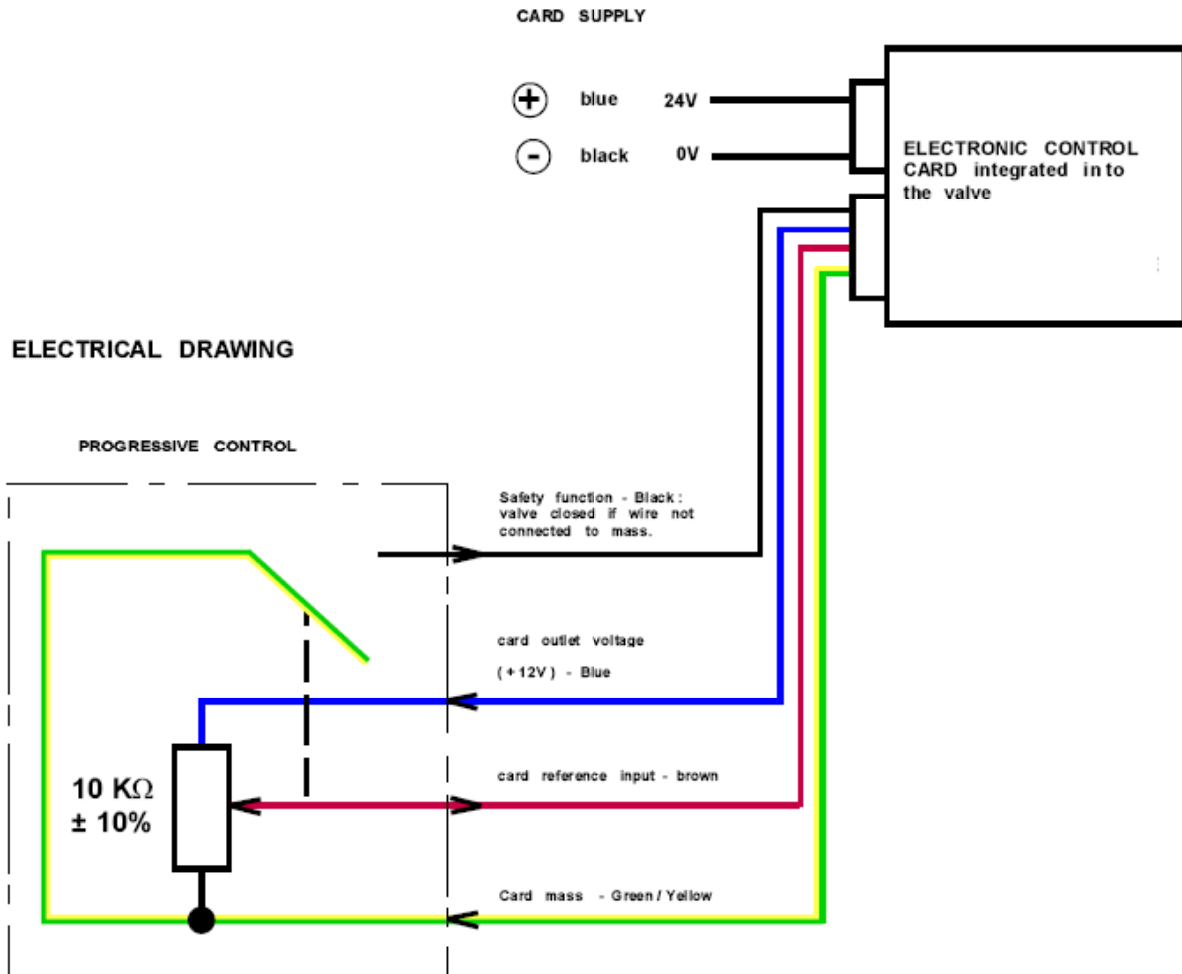 CARD SUPPLY
+ blue 24V
- black 0V
ELECTRONIC CONTROL
CARD integrated in to
the valve
ELECTRICAL DRAWING
PROGRESSIVE CONTROL
Safety function - Black :
valve closed if wire not
connected to mass.
card outlet voltage
( + 12V ) - Blue
10 KΩ
± 10%
card reference input - brown
Card mass - Green / Yellow